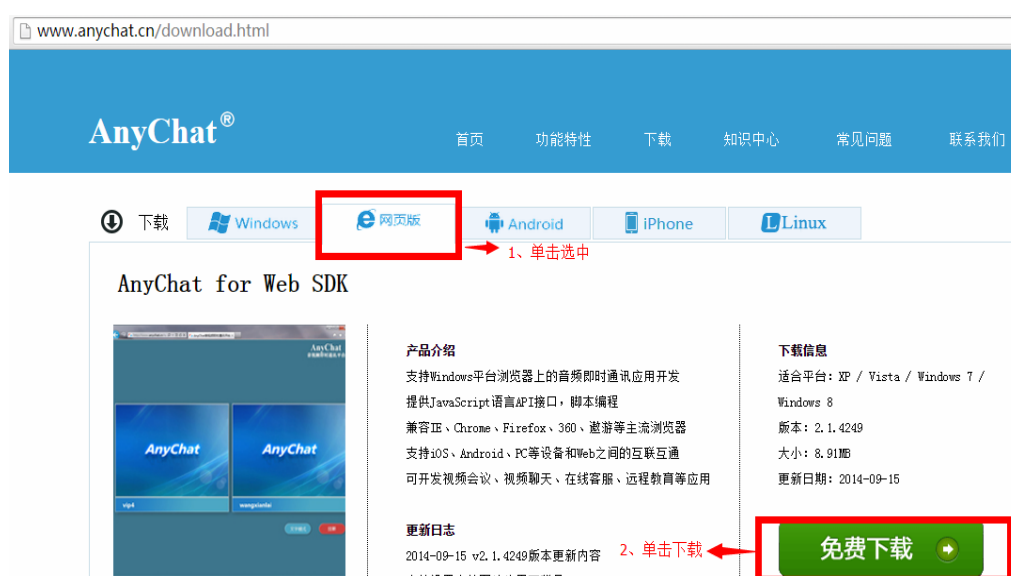 www.anychat.cn/download.html
AnyChat®
首页 功能特性 下载 知识中心 常见问题 联系我们
下载 Windows 网页版 Android iPhone Linux
1、单击选中
AnyChat for Web SDK
AnyChat
AnyChat AnyChat
vip4 wangxianlai
产品介绍
支持Windows平台浏览器上的音频即时通讯应用开发
提供JavaScript语言API接口，脚本编程
兼容IE、Chrome、Firefox、360、遨游等主流浏览器
支持iOS、Android、PC等设备和Web之间的互联互通
可开发视频会议、视频聊天、在线客服、远程教育等应用
更新日志
2014-09-15 v2.1.4249版本更新内容
下载信息
适合平台：XP / Vista / Windows 7 /
Windows 8
版本：2.1.4249
大小：8.91MB
更新日期：2014-09-15
2、单击下载
免费下载